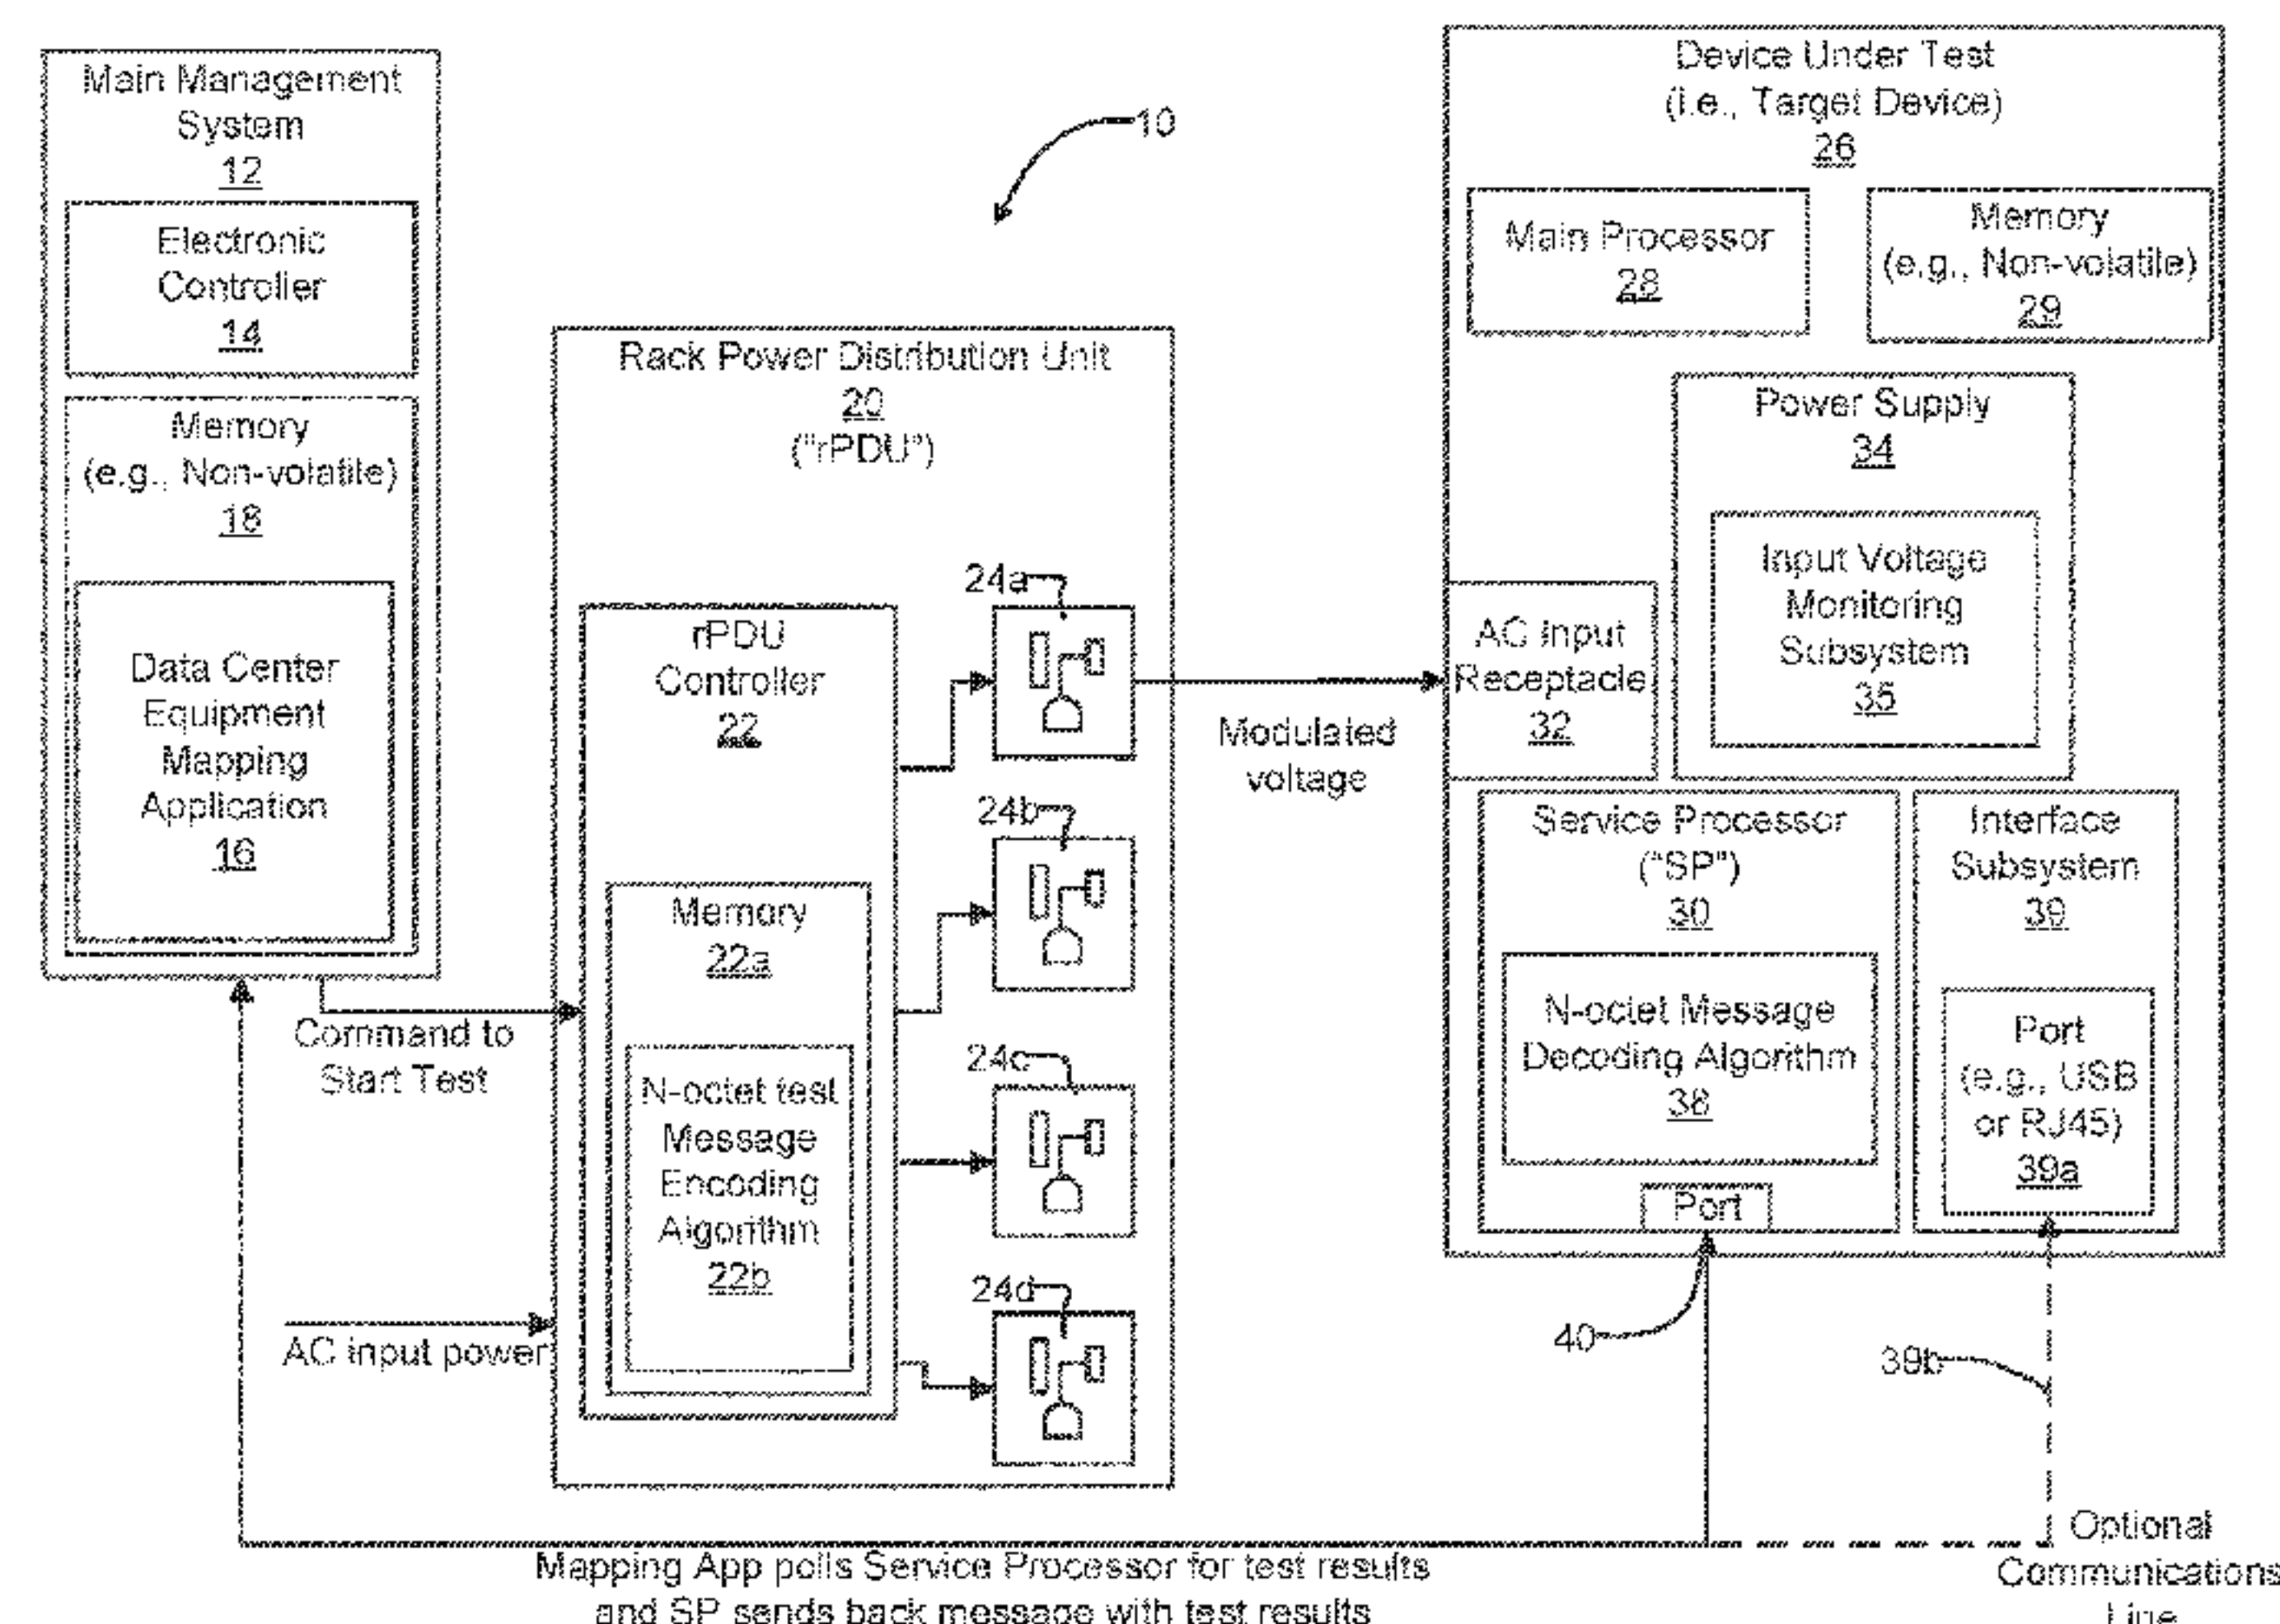 Main Management
System
12
Electronic
Controller
14
Memory
(e.g., Non-volatile)
18
Data Center
Equipment
Mapping
Application
16
10
Rack Power Distribution Unit
20
("rPDU")
rPDU
Controller
22
Memory
22a
N-octet test
Message
Encoding
Algorithm
22b
24a
24b
24c
24d
Command to
Start Test
AC input power
Modulated
voltage
Device Under Test
(i.e., Target Device)
26
Main Processor
28
Memory
(e.g., Non-volatile)
29
Power Supply
34
Input Voltage
Monitoring
Subsystem
35
AC Input
Receptacle
32
Service Processor
("SP")
30
N-octet Message
Decoding Algorithm
38
Port
Interface
Subsystem
39
Port
(e.g., USB
or RJ45)
39a
40
39b
Optional
Communications
Line
Mapping App polls Service Processor for test results
and SP sends back message with test results